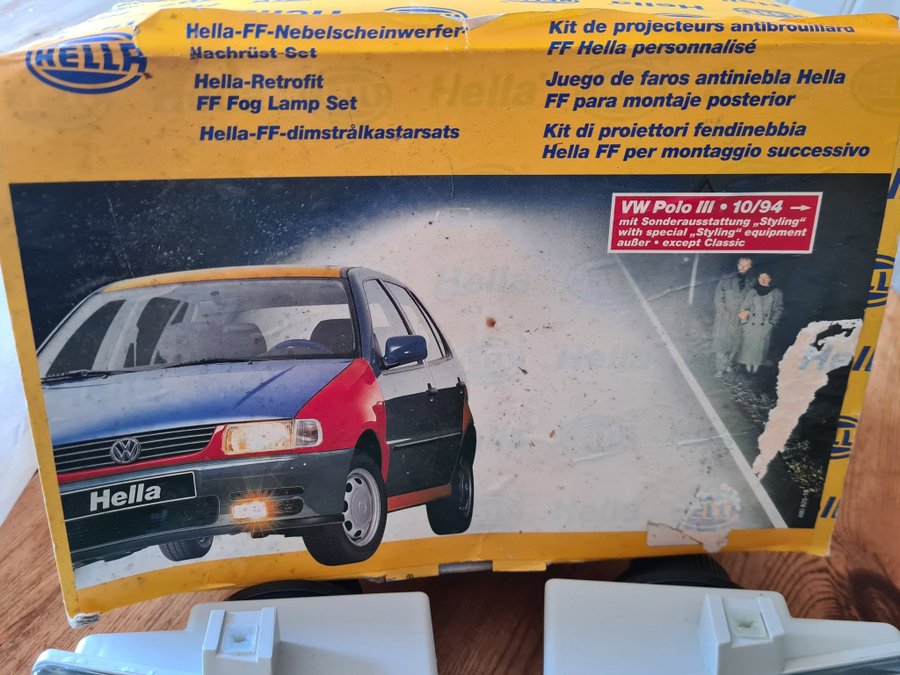 HELLA
Hella-FF-Nebelscheinwerfer
Nachrüst-Set
Hella-Retrofit
FF Fog Lamp Set
Hella-FF-dimstrålkastarsats
Kit de projecteurs antibrouillard
FF Hella personnalisé
Juego de faros antiniebla Hella
FF para montaje posterior
Kit di proiettori fendinebbia
Hella FF per montaggio successivo
VW Polo III • 10/94 →
mit Sonderausstattung „Styling“
with special „Styling“ equipment
außer • except Classic
Hella
Hella